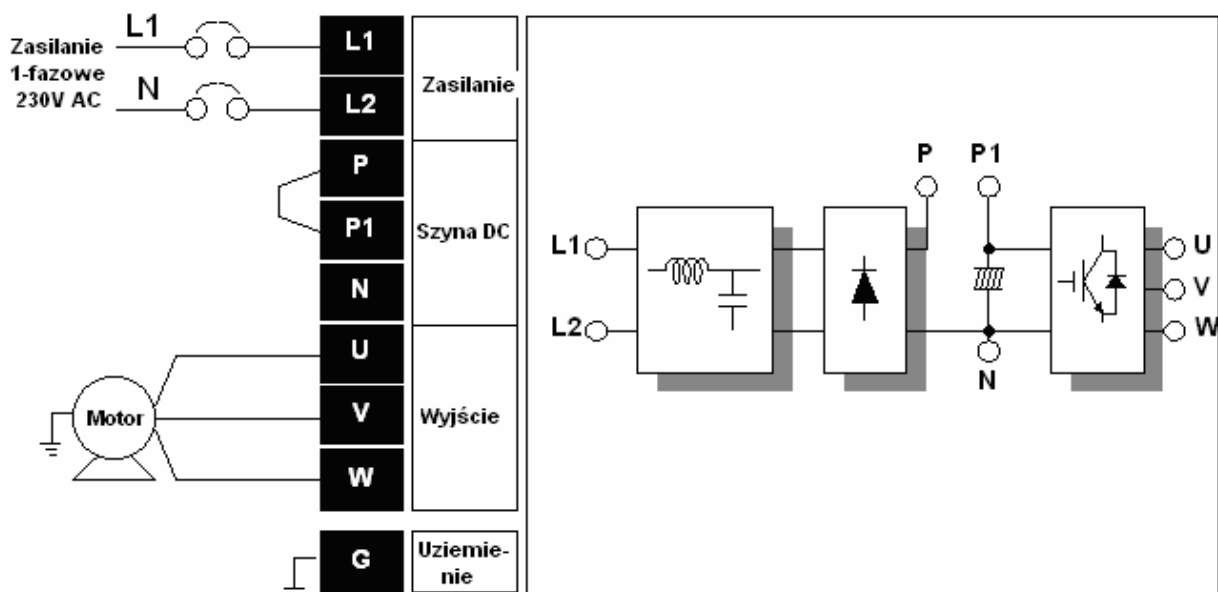 L1
Zasilanie
1-fazowe
230V AC
N
L1
L2
P
P1
N
U
V
W
G
Zasilanie
Szyna DC
Wyjście
Uziemie-
nie
Motor
P P1
L1
L2
N
U
V
W